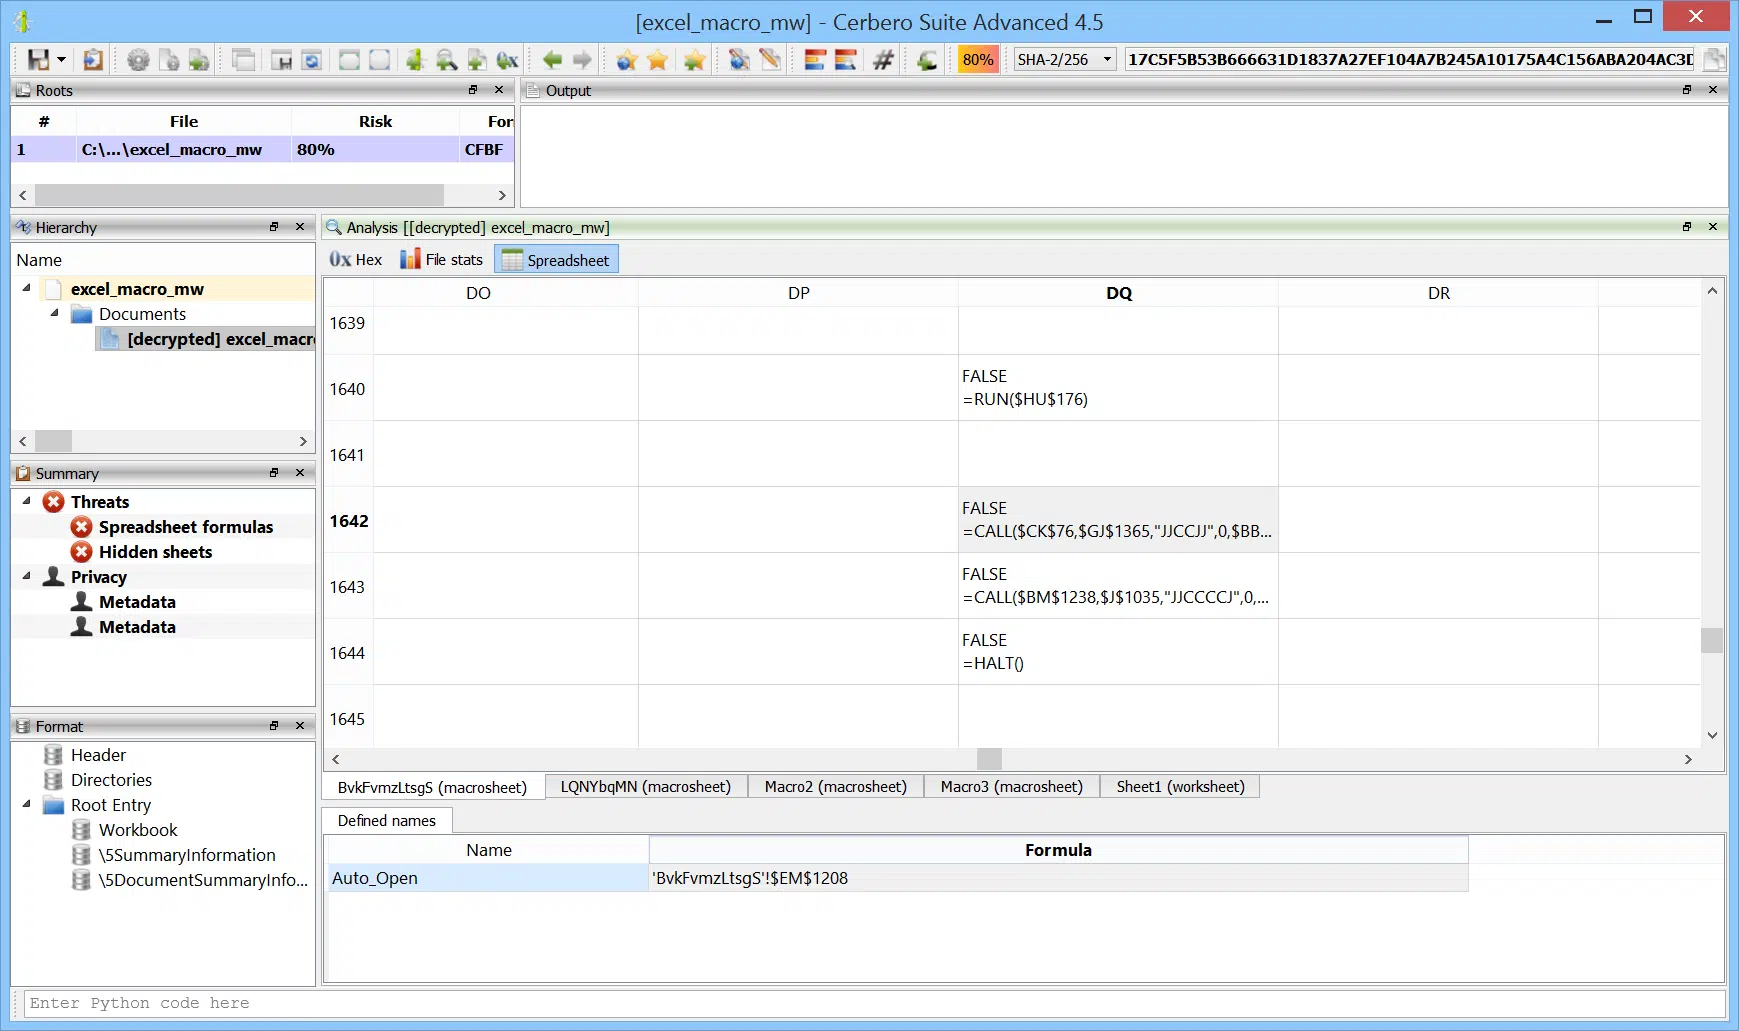 [excel_macro_mw] - Cerbero Suite Advanced 4.5
80%
SHA-2/256
17C5F5B53B666631D1837A27EF104A7B245A10175A4C156ABA204AC3D
Roots
# File Risk For
1 C:\...\excel_macro_mw 80% CFBF
Output
Hierarchy
Name
excel_macro_mw
Documents
[decrypted] excel_macr
Summary
Threats
Spreadsheet formulas
Hidden sheets
Privacy
Metadata
Metadata
Format
Header
Directories
Root Entry
Workbook
\5SummaryInformation
\5DocumentSummaryInfo...
Analysis [[decrypted] excel_macro_mw]
0x Hex File stats Spreadsheet
DO DP DQ DR
1639
1640
FALSE
=RUN($HU$176)
1641
1642
FALSE
=CALL($CK$76,$GJ$1365,"JJCCJJ",0,$BB...
1643
FALSE
=CALL($BM$1238,$J$1035,"JJCCCCJ",0,...
1644
FALSE
=HALT()
1645
BvkFvmzLtsgS (macrosheet) LQNYbqMN (macrosheet) Macro2 (macrosheet) Macro3 (macrosheet) Sheet1 (worksheet)
Defined names
Name Formula
Auto_Open 'BvkFvmzLtsgS'!$EM$1208
Enter Python code here